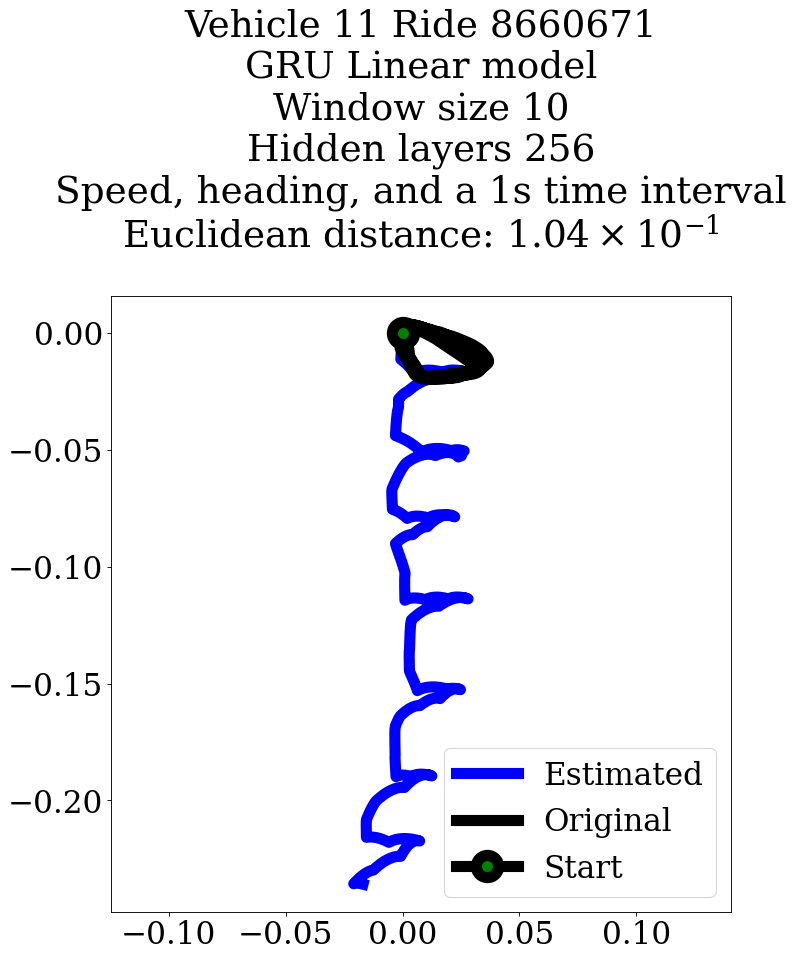 Vehicle 11 Ride 8660671
GRU Linear model
Window size 10
Hidden layers 256
Speed, heading, and a 1s time interval
Euclidean distance: 1.04 × 10⁻¹
0.00
−0.05
−0.10
−0.15
−0.20
Estimated
Original
Start
−0.10 −0.05 0.00 0.05 0.10